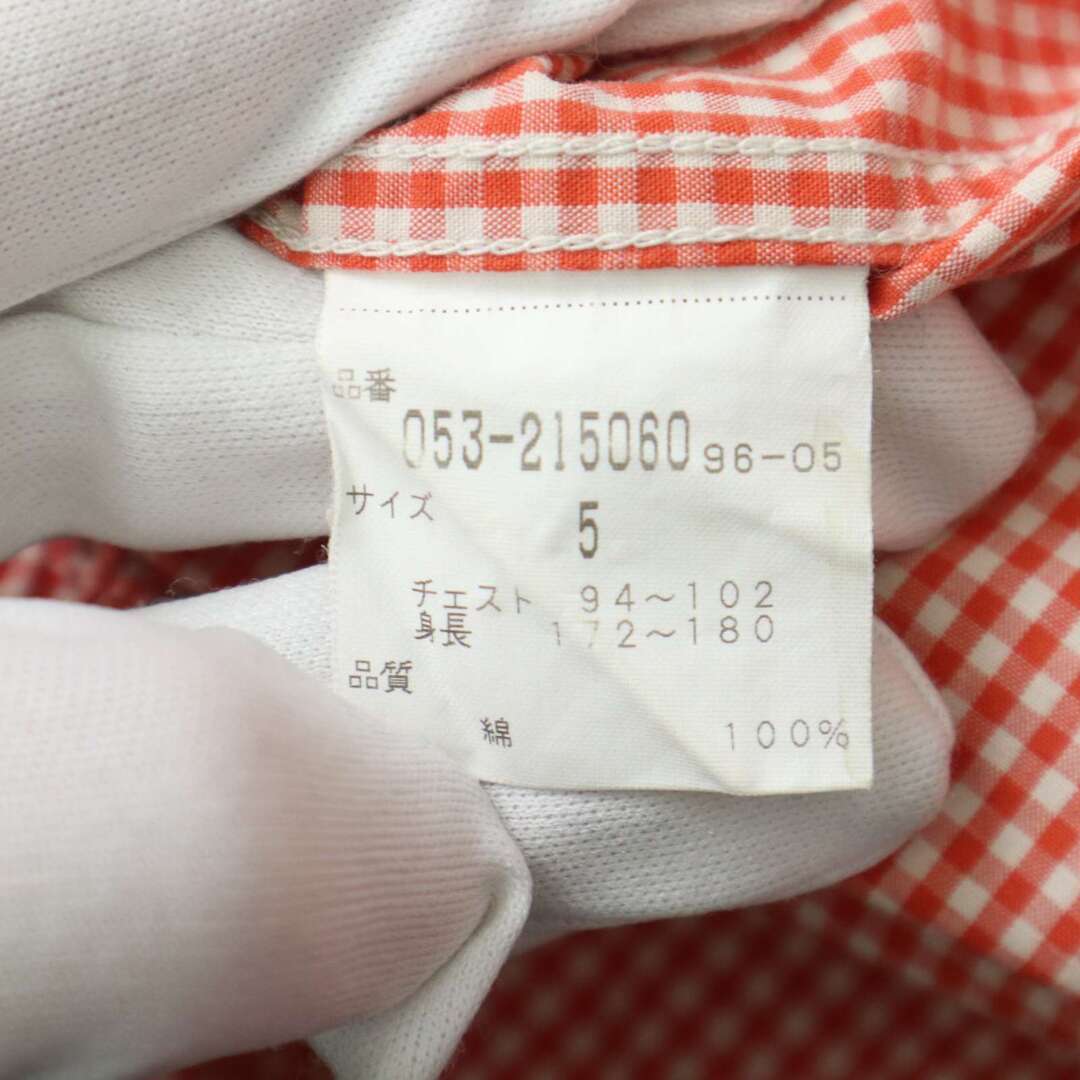 品番
053-215060 96-05
サイズ 5
チェスト 94～102
身長 172～180
品質
綿 100%